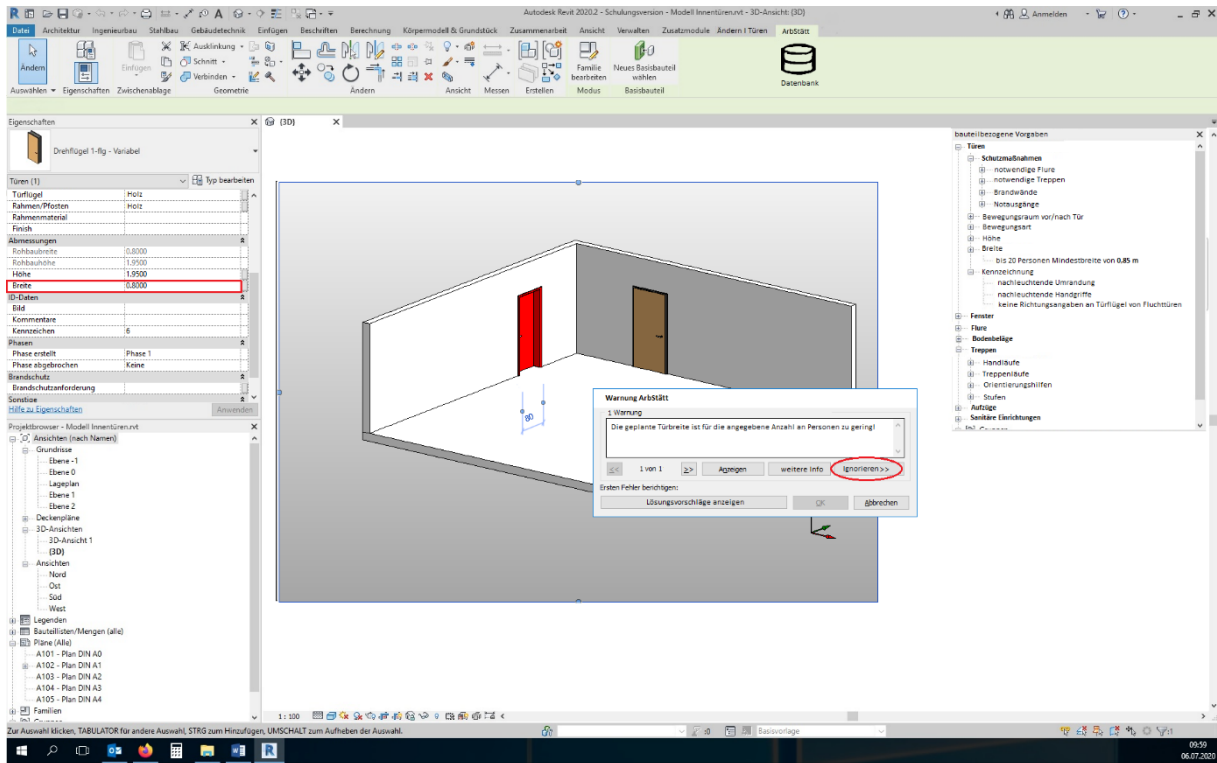 Autodesk Revit 2020.2 - Schulungsversion - Modell Innentüren.rvt - 3D-Ansicht: {3D}
Anmelden
Datei Architektur Ingenieurbau Stahlbau Gebäudetechnik Einfügen Beschriften Berechnung Körpermodell & Grundstück Zusammenarbeit Ansicht Verwalten Zusatzmodule Ändern | Türen ArbStätt
Ändern
Einfügen
Ausklinkung
Schnitt
Verbinden
Familie bearbeiten
Neues Basisbauteil wählen
Datenbank
Auswählen Eigenschaften Zwischenablage Geometrie Ändern Ansicht Messen Erstellen Modus Basisbauteil
Eigenschaften
{3D}
Drehflügel 1-flg - Variabel
Türen (1)
Typ bearbeiten
Türflügel Holz
Rahmen/Pfosten Holz
Rahmenmaterial
Finish
Abmessungen
Rohbaubreite 0.8000
Rohbauhöhe 1.9500
Höhe 1.9500
Breite 0.8000
ID-Daten
Bild
Kommentare
Kennzeichen 6
Phasen
Phase erstellt Phase 1
Phase abgebrochen Keine
Brandschutz
Brandschutzanforderung
Sonstige
Hilfe zu Eigenschaften
Anwenden
Projektbrowser - Modell Innentüren.rvt
Ansichten (nach Namen)
Grundrisse
Ebene -1
Ebene 0
Lageplan
Ebene 1
Ebene 2
Deckenpläne
3D-Ansichten
3D-Ansicht 1
{3D}
Ansichten
Nord
Ost
Süd
West
Legenden
Bauteillisten/Mengen (alle)
Pläne (Alle)
A101 - Plan DIN A0
A102 - Plan DIN A1
A103 - Plan DIN A2
A104 - Plan DIN A3
A105 - Plan DIN A4
Familien
80
Warnung ArbStätt
1 Warnung
Die geplante Türbreite ist für die angegebene Anzahl an Personen zu gering!
<< 1 von 1 >> Anzeigen weitere Info Ignorieren>>
Ersten Fehler berichtigen:
Lösungsvorschläge anzeigen OK Abbrechen
bauteilbezogene Vorgaben
Türen
Schutzmaßnahmen
notwendige Flure
notwendige Treppen
Brandwände
Notausgänge
Bewegungsraum vor/nach Tür
Bewegungsart
Höhe
Breite
bis 20 Personen Mindestbreite von 0,85 m
Kennzeichnung
nachleuchtende Umrandung
nachleuchtende Handgriffe
keine Richtungsangaben an Türflügel von Fluchttüren
Fenster
Flure
Bodenbeläge
Treppen
Handläufe
Treppenläufe
Orientierungshilfen
Stufen
Aufzüge
Sanitäre Einrichtungen
1 : 100
Zur Auswahl klicken, TABULATOR für andere Auswahl, STRG zum Hinzufügen, UMSCHALT zum Aufheben der Auswahl.
:0
Basisvorlage
09:59
06.07.2020